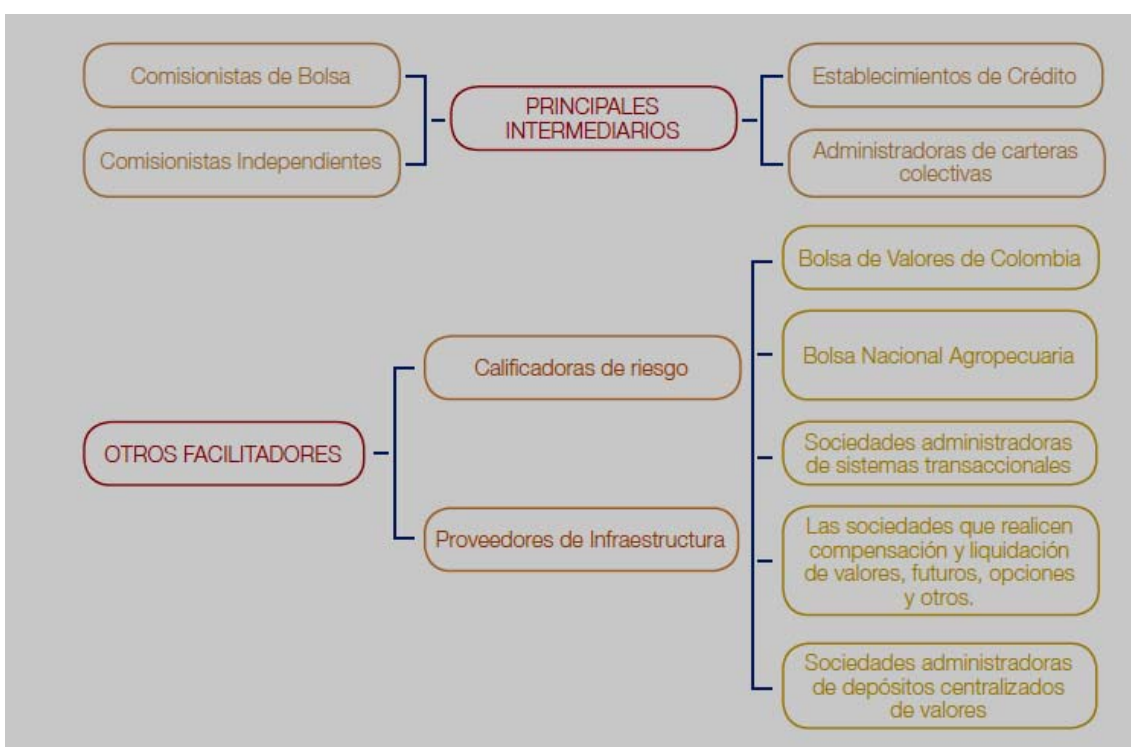 Comisionistas de Bolsa
Comisionistas Independientes
PRINCIPALES
INTERMEDIARIOS
Establecimientos de Crédito
Administradoras de carteras
colectivas
OTROS FACILITADORES
Calificadoras de riesgo
Proveedores de Infraestructura
Bolsa de Valores de Colombia
Bolsa Nacional Agropecuaria
Sociedades administradoras
de sistemas transaccionales
Las sociedades que realicen
compensación y liquidación
de valores, futuros, opciones
y otros.
Sociedades administradoras
de depósitos centralizados
de valores